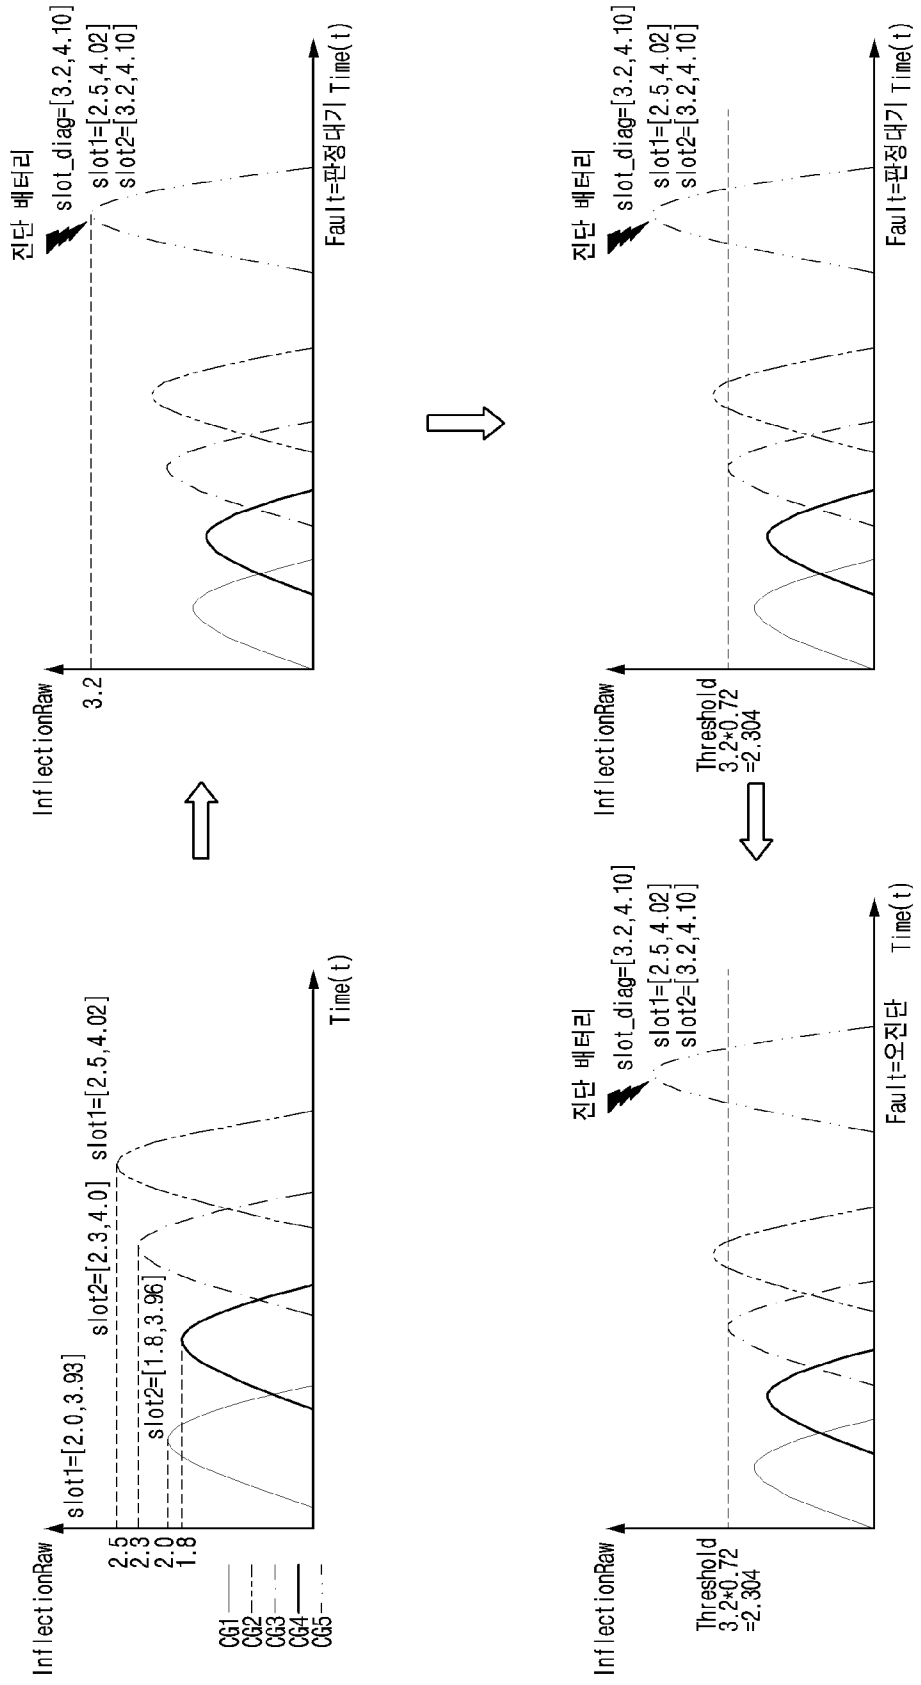 InflectionRaw
slot1=[2.0,3.93]
slot2=[2.3,4.0]
slot1=[2.5,4.02]
slot2=[1.8,3.96]
2.5
2.3
2.0
1.8
Time(t)
CG1
CG2
CG3
CG4
CG5
InflectionRaw
3.2
진단 배터리
slot_diag=[3.2,4.10]
slot1=[2.5,4.02]
slot2=[3.2,4.10]
Fault=판정대기
Time(t)
InflectionRaw
Threshold
3.2*0.72
=2.304
진단 배터리
slot_diag=[3.2,4.10]
slot1=[2.5,4.02]
slot2=[3.2,4.10]
Fault=판정대기
Time(t)
InflectionRaw
Threshold
3.2*0.72
=2.304
진단 배터리
slot_diag=[3.2,4.10]
slot1=[2.5,4.02]
slot2=[3.2,4.10]
Fault=오진단
Time(t)